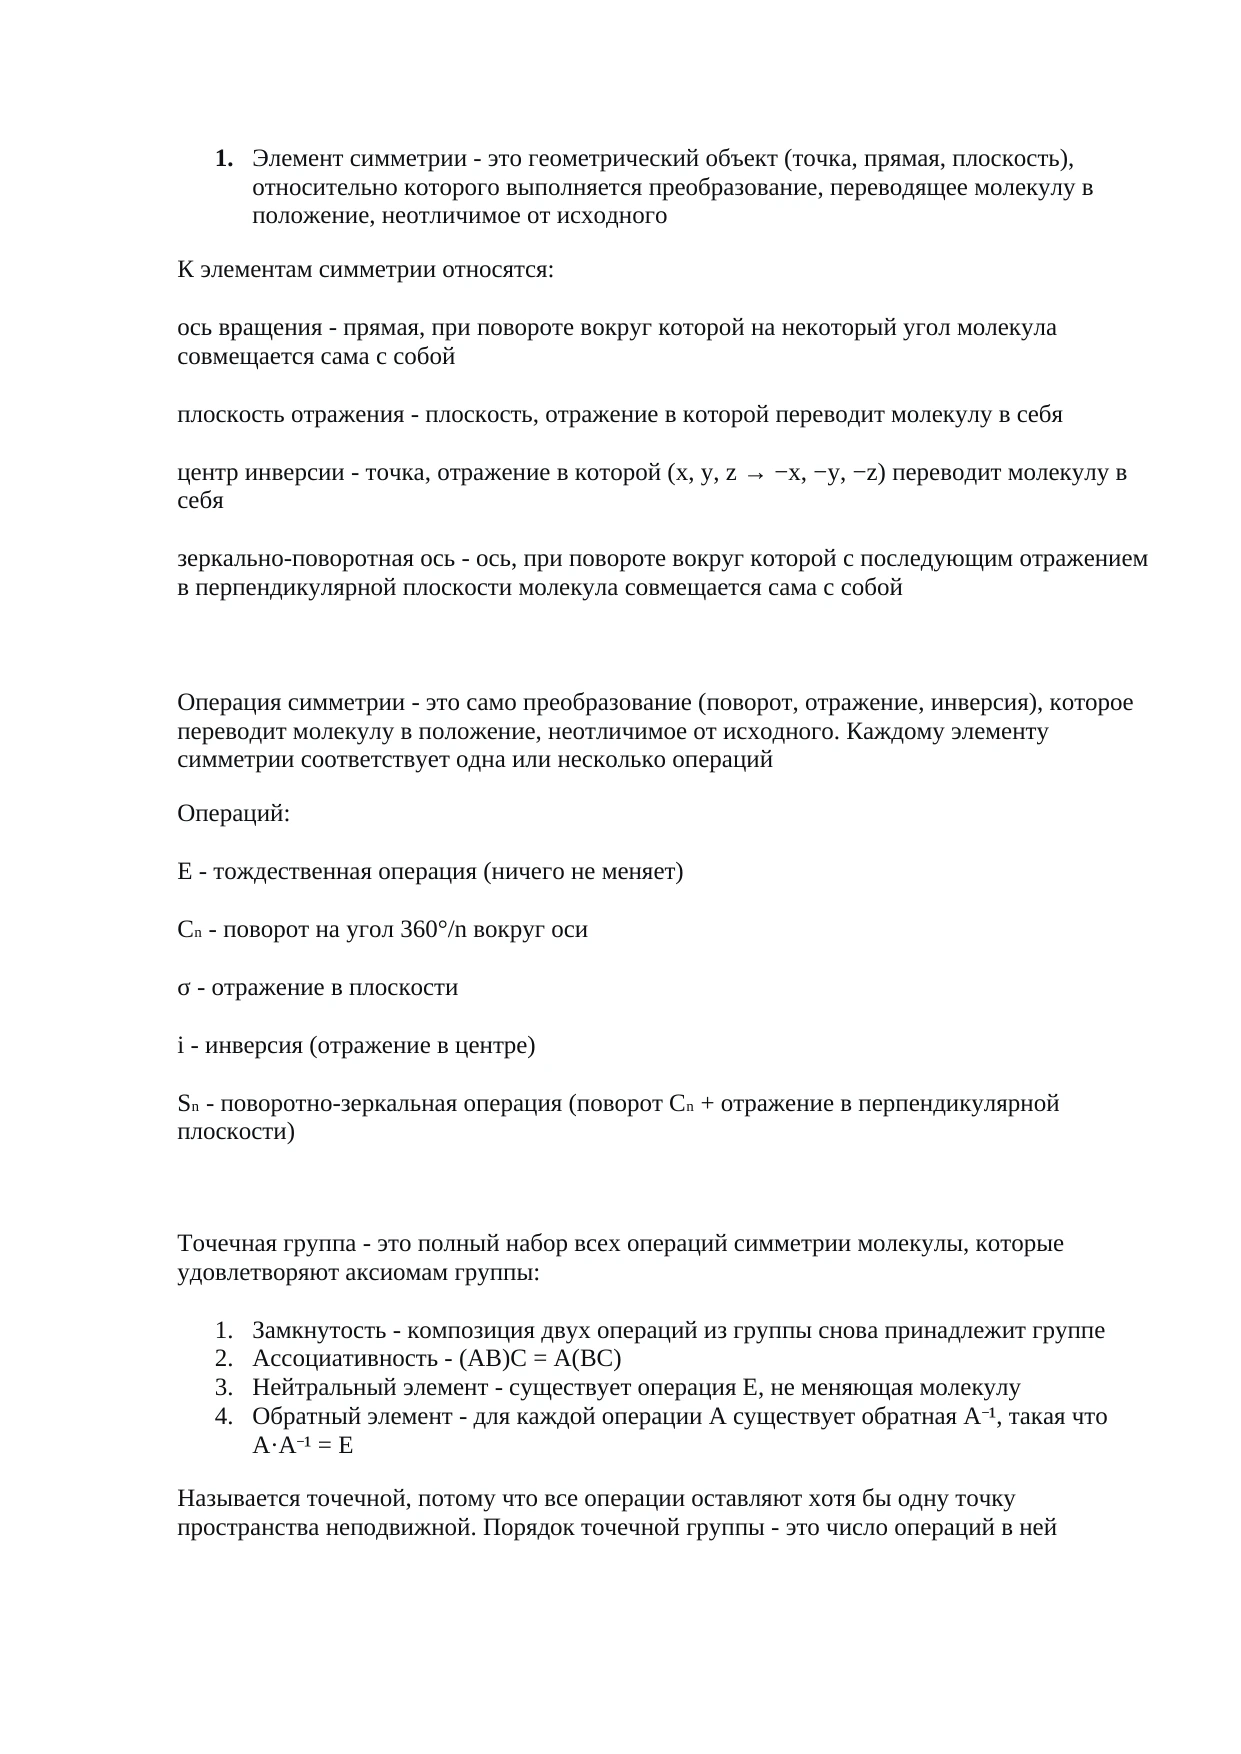 1. Элемент симметрии - это геометрический объект (точка, прямая, плоскость),
относительно которого выполняется преобразование, переводящее молекулу в
положение, неотличимое от исходного
К элементам симметрии относятся:
ось вращения - прямая, при повороте вокруг которой на некоторый угол молекула
совмещается сама с собой
плоскость отражения - плоскость, отражение в которой переводит молекулу в себя
центр инверсии - точка, отражение в которой (x, y, z → −x, −y, −z) переводит молекулу в
себя
зеркально-поворотная ось - ось, при повороте вокруг которой с последующим отражением
в перпендикулярной плоскости молекула совмещается сама с собой
Операция симметрии - это само преобразование (поворот, отражение, инверсия), которое
переводит молекулу в положение, неотличимое от исходного. Каждому элементу
симметрии соответствует одна или несколько операций
Операций:
E - тождественная операция (ничего не меняет)
Cₙ - поворот на угол 360°/n вокруг оси
σ - отражение в плоскости
i - инверсия (отражение в центре)
Sₙ - поворотно-зеркальная операция (поворот Cₙ + отражение в перпендикулярной
плоскости)
Точечная группа - это полный набор всех операций симметрии молекулы, которые
удовлетворяют аксиомам группы:
1. Замкнутость - композиция двух операций из группы снова принадлежит группе
2. Ассоциативность - (AB)C = A(BC)
3. Нейтральный элемент - существует операция E, не меняющая молекулу
4. Обратный элемент - для каждой операции A существует обратная A⁻¹, такая что
A·A⁻¹ = E
Называется точечной, потому что все операции оставляют хотя бы одну точку
пространства неподвижной. Порядок точечной группы - это число операций в ней